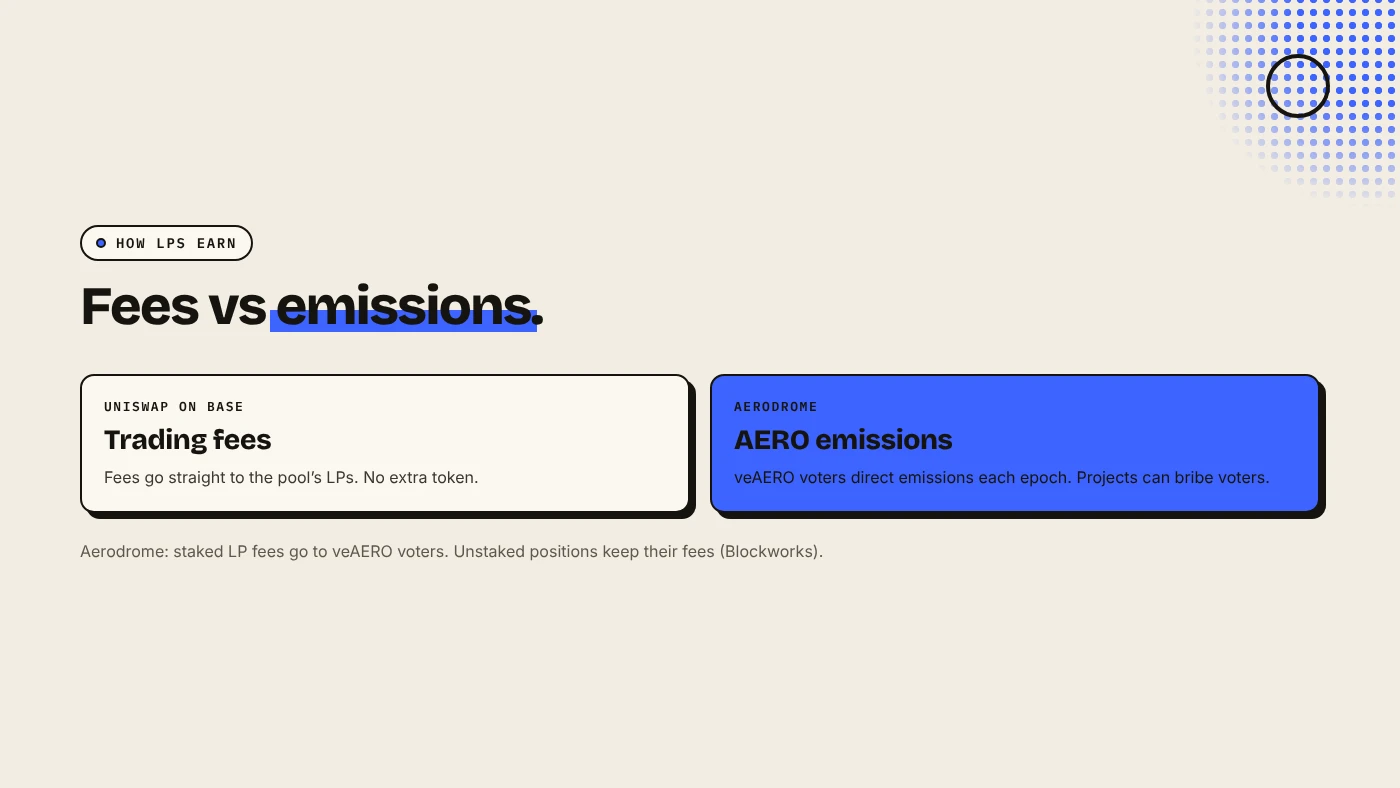 HOW LPS EARN
Fees vs emissions.
UNISWAP ON BASE
Trading fees
Fees go straight to the pool’s LPs. No extra token.
AERODROME
AERO emissions
veAERO voters direct emissions each epoch. Projects can bribe voters.
Aerodrome: staked LP fees go to veAERO voters. Unstaked positions keep their fees (Blockworks).